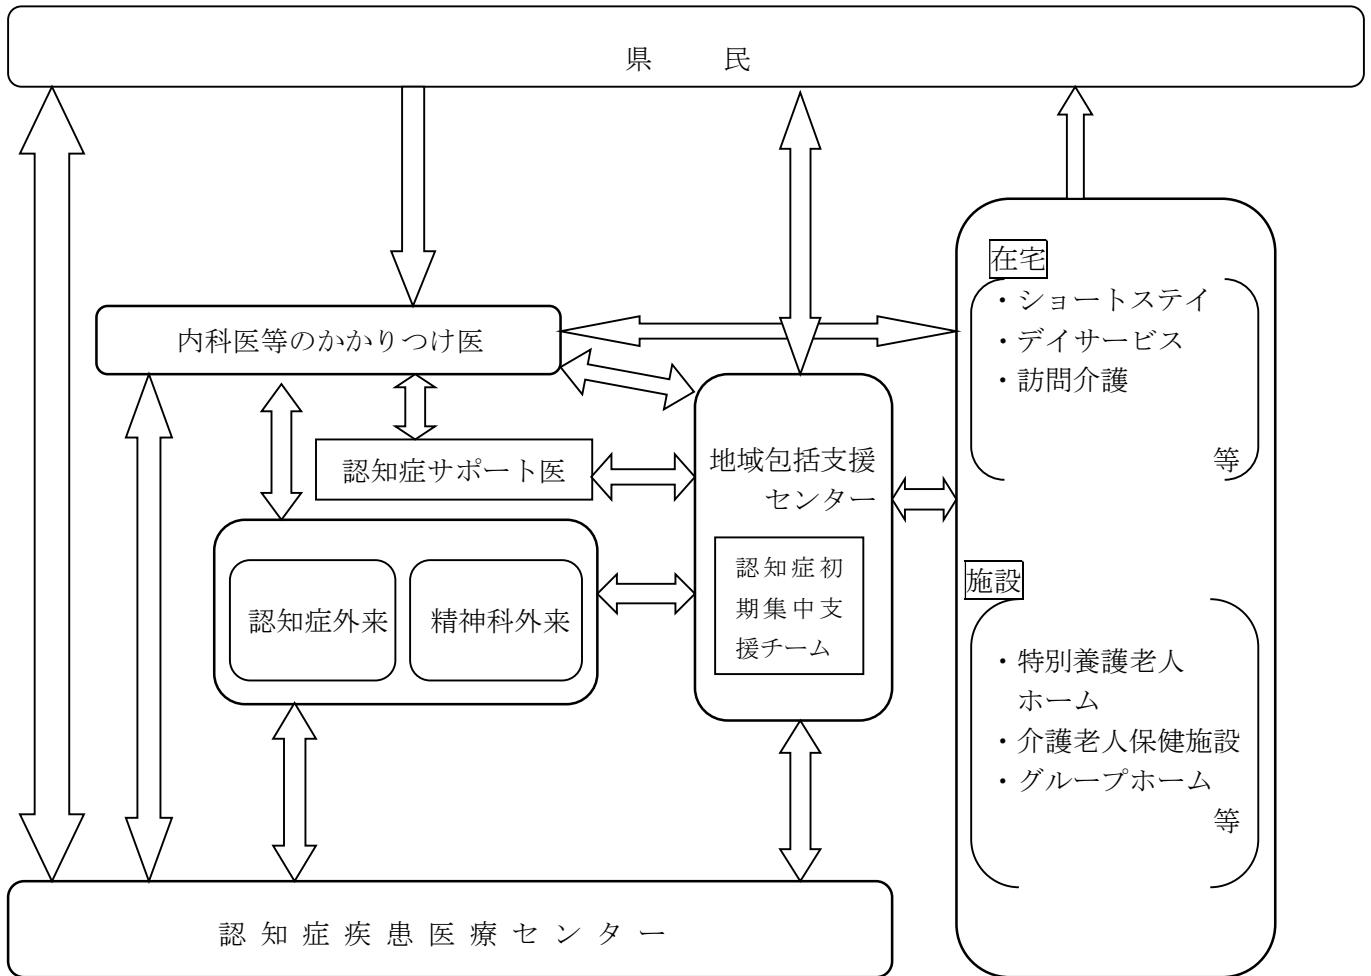 県　　民
内科医等のかかりつけ医
認知症サポート医
認知症外来
精神科外来
地域包括支援
センター
認知症初
期集中支
援チーム
在宅
・ショートステイ
・デイサービス
・訪問介護
等
施設
・特別養護老人
ホーム
・介護老人保健施設
・グループホーム
等
認知症疾患医療センター